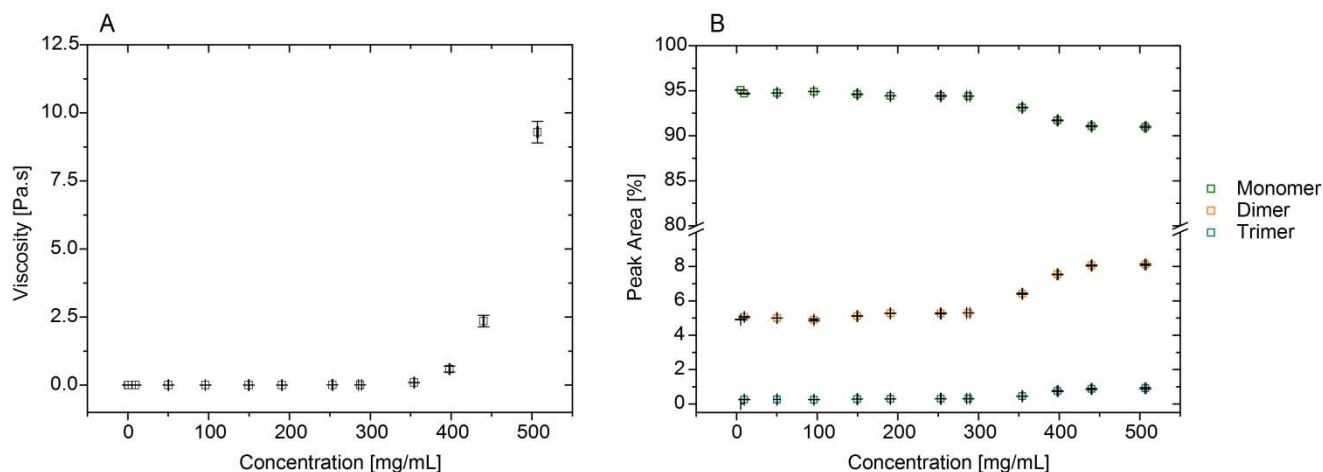 A
12.5
10.0
7.5
5.0
2.5
0.0
Viscosity [Pa.s]
0 100 200 300 400 500
Concentration [mg/mL]
B
100
95
90
85
80
8
6
4
2
0
Peak Area [%]
0 100 200 300 400 500
Concentration [mg/mL]
Monomer
Dimer
Trimer